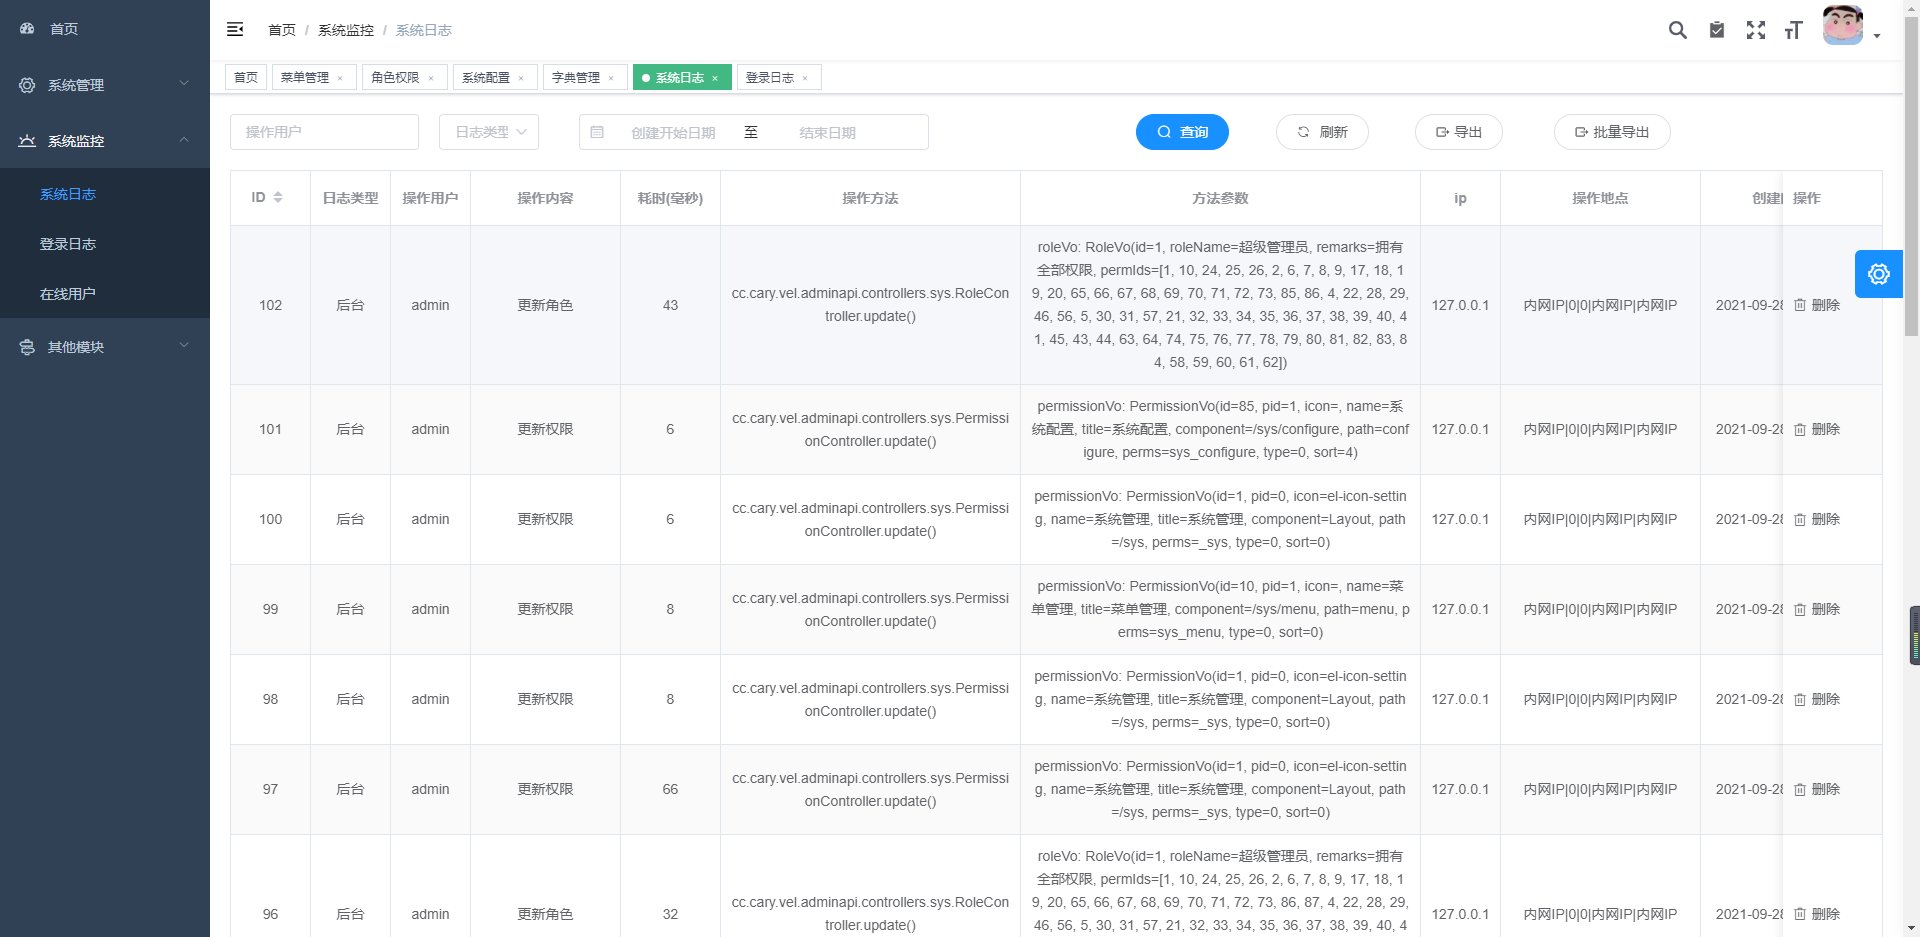 首页
系统管理
系统监控
系统日志
登录日志
在线用户
其他模块
首页 / 系统监控 / 系统日志
首页 菜单管理 × 角色权限 × 系统配置 × 字典管理 × 系统日志 × 登录日志 ×
操作用户 日志类型 创建开始日期 至 结束日期 查询 刷新 导出 批量导出
ID 日志类型 操作用户 操作内容 耗时(毫秒) 操作方法 方法参数 ip 操作地点 创建 操作
102 后台 admin 更新角色 43
cc.cary.vel.adminapi.controllers.sys.RoleCon
troller.update()
roleVo: RoleVo(id=1, roleName=超级管理员, remarks=拥有
全部权限, permIds=[1, 10, 24, 25, 26, 2, 6, 7, 8, 9, 17, 18, 1
9, 20, 65, 66, 67, 68, 69, 70, 71, 72, 73, 85, 86, 4, 22, 28, 29,
46, 56, 5, 30, 31, 57, 21, 32, 33, 34, 35, 36, 37, 38, 39, 40, 4
1, 45, 43, 44, 63, 64, 74, 75, 76, 77, 78, 79, 80, 81, 82, 83, 8
4, 58, 59, 60, 61, 62])
127.0.0.1 内网IP|0|0|内网IP|内网IP 2021-09-28 删除
101 后台 admin 更新权限 6
cc.cary.vel.adminapi.controllers.sys.Permissi
onController.update()
permissionVo: PermissionVo(id=85, pid=1, icon=, name=系
统配置, title=系统配置, component=/sys/configure, path=conf
igure, perms=sys_configure, type=0, sort=4)
127.0.0.1 内网IP|0|0|内网IP|内网IP 2021-09-28 删除
100 后台 admin 更新权限 6
cc.cary.vel.adminapi.controllers.sys.Permissi
onController.update()
permissionVo: PermissionVo(id=1, pid=0, icon=el-icon-settin
g, name=系统管理, title=系统管理, component=Layout, path
=/sys, perms=_sys, type=0, sort=0)
127.0.0.1 内网IP|0|0|内网IP|内网IP 2021-09-28 删除
99 后台 admin 更新权限 8
cc.cary.vel.adminapi.controllers.sys.Permissi
onController.update()
permissionVo: PermissionVo(id=10, pid=1, icon=, name=菜
单管理, title=菜单管理, component=/sys/menu, path=menu, p
erms=sys_menu, type=0, sort=0)
127.0.0.1 内网IP|0|0|内网IP|内网IP 2021-09-28 删除
98 后台 admin 更新权限 8
cc.cary.vel.adminapi.controllers.sys.Permissi
onController.update()
permissionVo: PermissionVo(id=1, pid=0, icon=el-icon-settin
g, name=系统管理, title=系统管理, component=Layout, path
=/sys, perms=_sys, type=0, sort=0)
127.0.0.1 内网IP|0|0|内网IP|内网IP 2021-09-28 删除
97 后台 admin 更新权限 66
cc.cary.vel.adminapi.controllers.sys.Permissi
onController.update()
permissionVo: PermissionVo(id=1, pid=0, icon=el-icon-settin
g, name=系统管理, title=系统管理, component=Layout, path
=/sys, perms=_sys, type=0, sort=0)
127.0.0.1 内网IP|0|0|内网IP|内网IP 2021-09-28 删除
96 后台 admin 更新角色 32
cc.cary.vel.adminapi.controllers.sys.RoleCon
troller.update()
roleVo: RoleVo(id=1, roleName=超级管理员, remarks=拥有
全部权限, permIds=[1, 10, 24, 25, 26, 2, 6, 7, 8, 9, 17, 18, 1
9, 20, 65, 66, 67, 68, 69, 70, 71, 72, 73, 86, 87, 4, 22, 28, 29,
46, 56, 5, 30, 31, 57, 21, 32, 33, 34, 35, 36, 37, 38, 39, 40, 4
127.0.0.1 内网IP|0|0|内网IP|内网IP 2021-09-28 删除